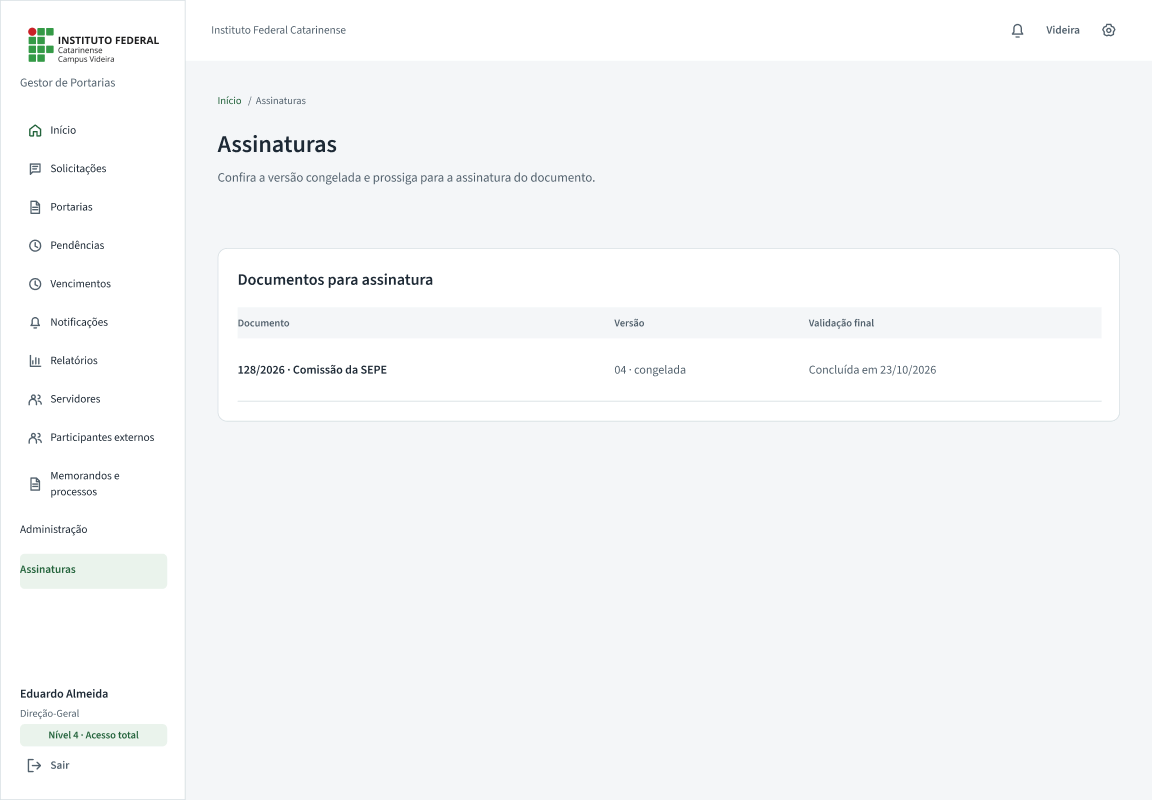 INSTITUTO FEDERAL
Catarinense
Campus Videira
Gestor de Portarias
Início
Solicitações
Portarias
Pendências
Vencimentos
Notificações
Relatórios
Servidores
Participantes externos
Memorandos e
processos
Administração
Assinaturas
Eduardo Almeida
Direção-Geral
Nível 4 · Acesso total
Sair
Instituto Federal Catarinense
Videira
Início / Assinaturas
Assinaturas
Confira a versão congelada e prossiga para a assinatura do documento.
Documentos para assinatura
Documento Versão Validação final
128/2026 · Comissão da SEPE 04 · congelada Concluída em 23/10/2026